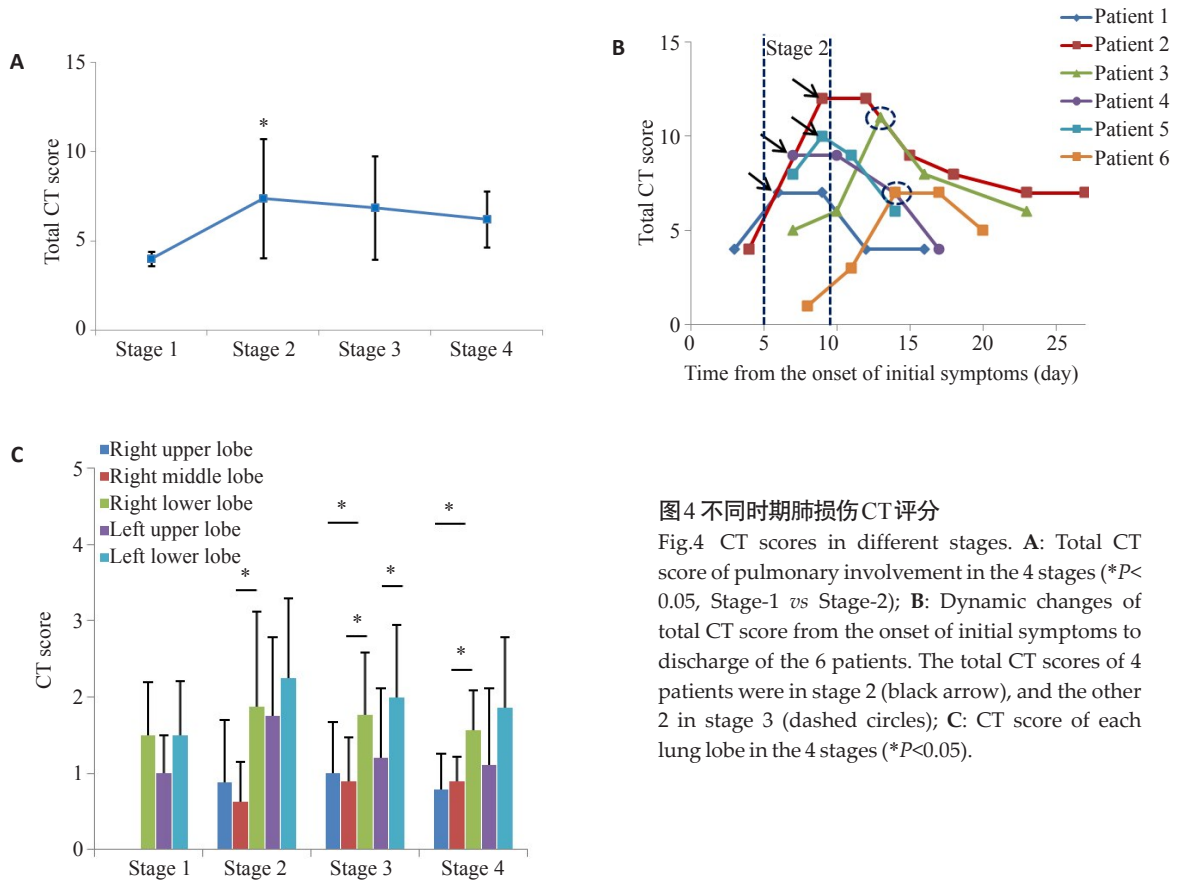 A
Total CT score
15
10
5
0
*
Stage 1
Stage 2
Stage 3
Stage 4
B
Total CT score
15
10
5
0
Stage 2
0
5
10
15
20
25
Time from the onset of initial symptoms (day)
Patient 1
Patient 2
Patient 3
Patient 4
Patient 5
Patient 6
C
CT score
5
4
3
2
1
0
Right upper lobe
Right middle lobe
Right lower lobe
Left upper lobe
Left lower lobe
*
*
*
*
*
*
Stage 1
Stage 2
Stage 3
Stage 4
图4 不同时期肺损伤CT评分
Fig.4 CT scores in different stages. A: Total CT
score of pulmonary involvement in the 4 stages (*P<
0.05, Stage-1 vs Stage-2); B: Dynamic changes of
total CT score from the onset of initial symptoms to
discharge of the 6 patients. The total CT scores of 4
patients were in stage 2 (black arrow), and the other
2 in stage 3 (dashed circles); C: CT score of each
lung lobe in the 4 stages (*P<0.05).